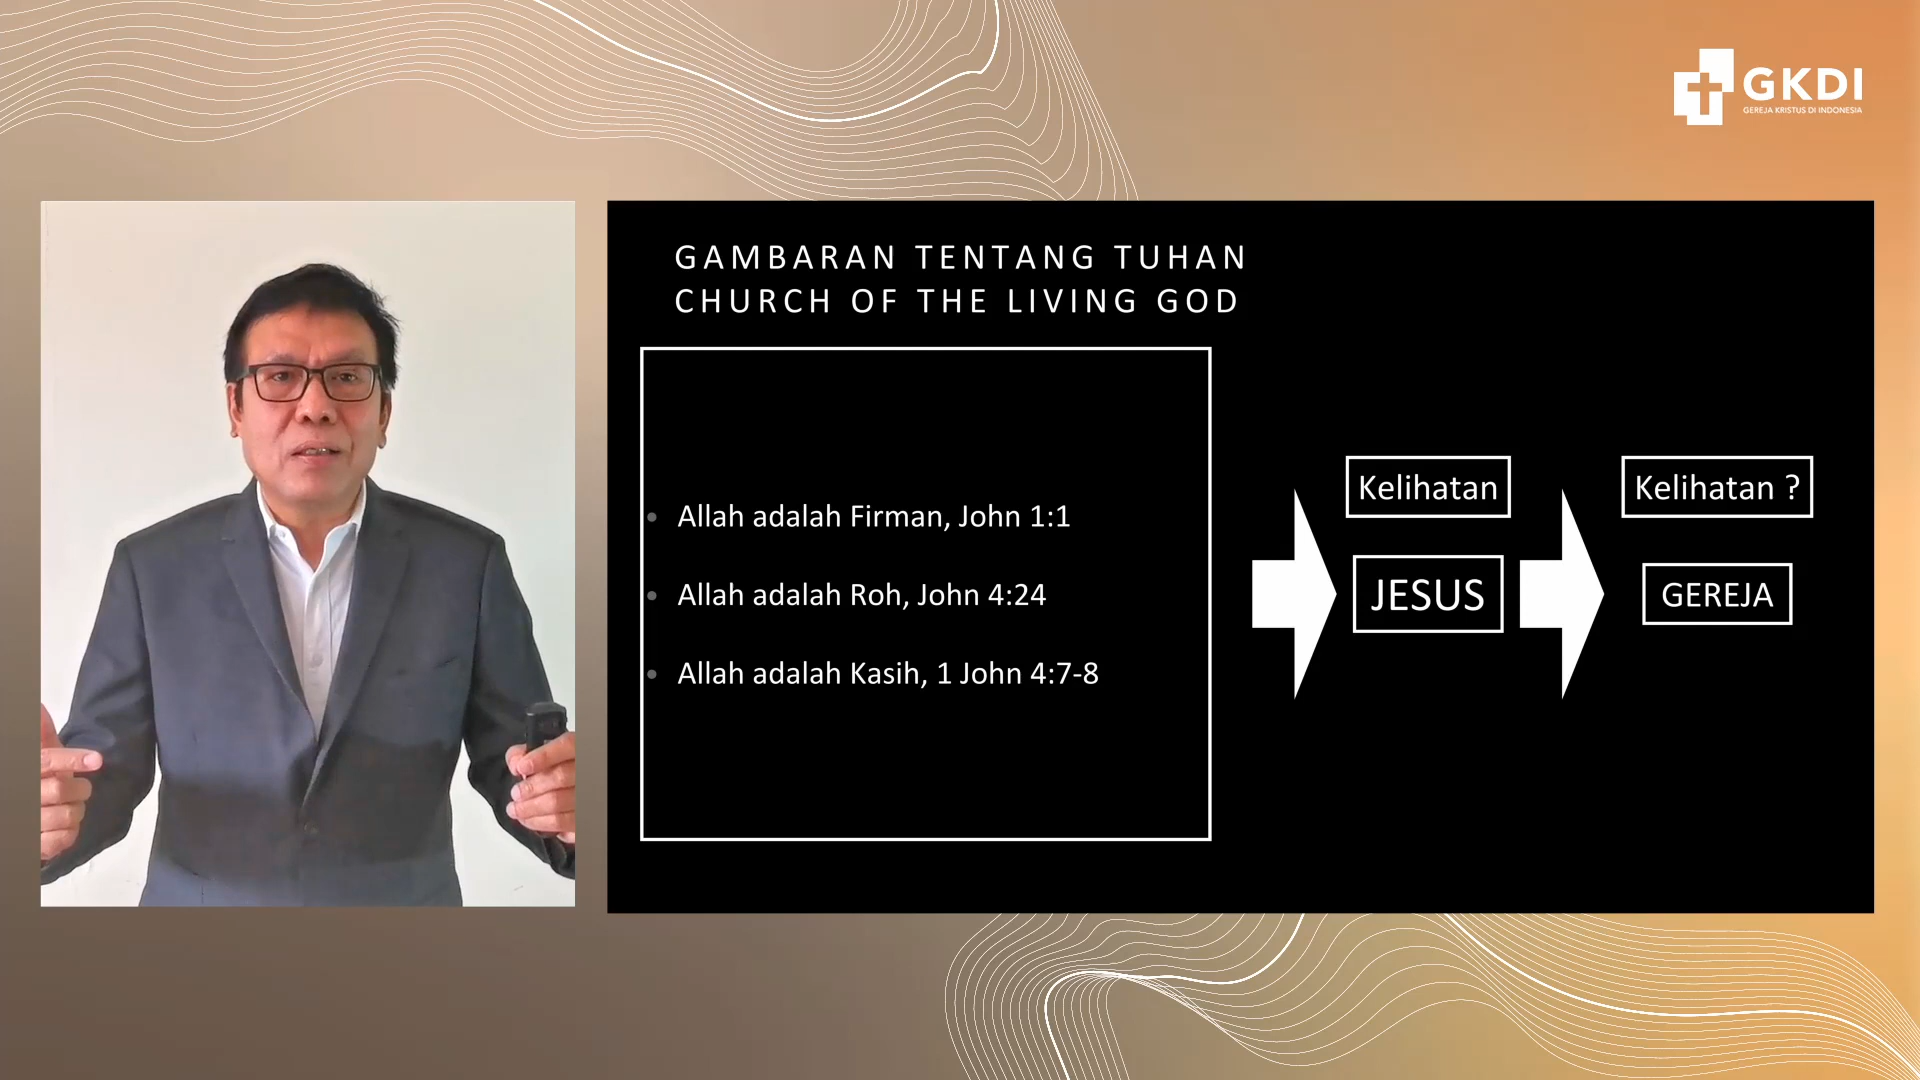 GKDI
GEREJA KRISTUS DI INDONESIA
GAMBARAN TENTANG TUHAN
CHURCH OF THE LIVING GOD
Allah adalah Firman, John 1:1
Allah adalah Roh, John 4:24
Allah adalah Kasih, 1 John 4:7-8
Kelihatan
JESUS
Kelihatan ?
GEREJA